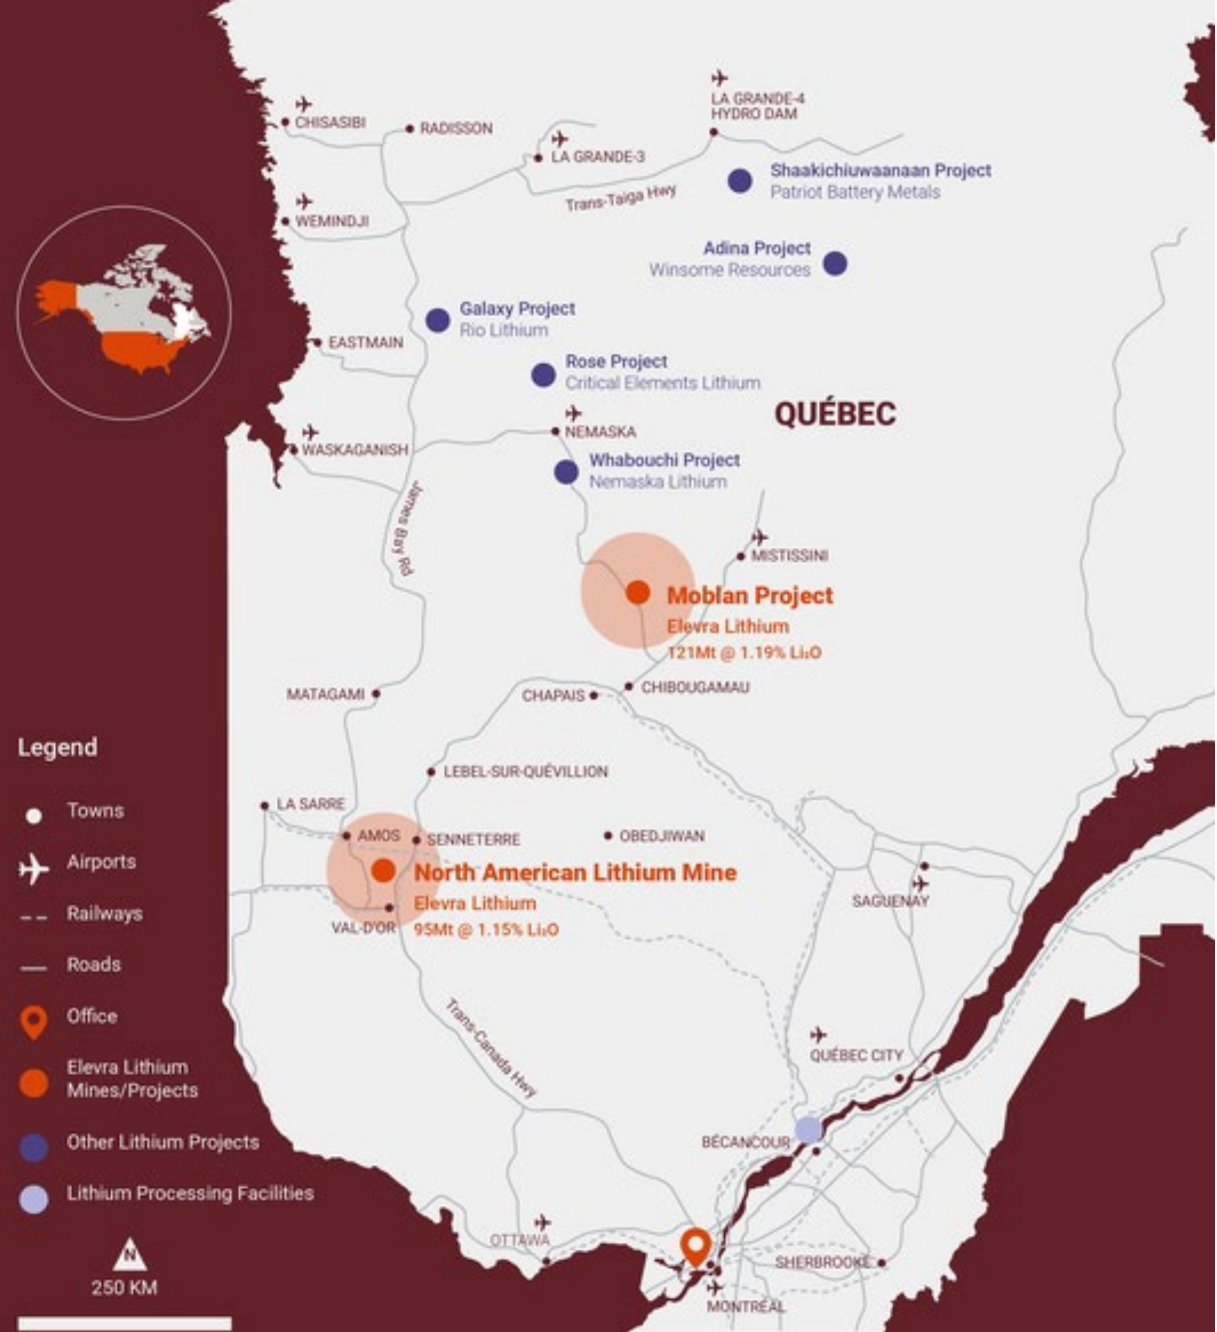 LA GRANDE-4
HYDRO DAM
CHISASIBI
RADISSON
LA GRANDE-3
Shaakichiuwaanaan Project
Patriot Battery Metals
Trans-Taiga Hwy
WEMINDJI
Adina Project
Winsome Resources
Galaxy Project
Rio Lithium
EASTMAIN
Rose Project
Critical Elements Lithium
QUÉBEC
NEMASKA
WASKAGANISH
Whabouchi Project
Nemaska Lithium
James Bay Rd
MISTISSINI
Moblan Project
Elevra Lithium
121Mt @ 1.19% Li₂O
MATAGAMI
CHAPAIS
CHIBOUGAMAU
LEBEL-SUR-QUÉVILLION
LA SARRE
AMOS
SENNETERRE
OBEDJIWAN
North American Lithium Mine
Elevra Lithium
95Mt @ 1.15% Li₂O
VAL-D'OR
SAGUENAY
Trans-Canada Hwy
QUÉBEC CITY
BÉCANCOUR
OTTAWA
SHERBROOKE
MONTRÉAL
Legend
Towns
Airports
Railways
Roads
Office
Elevra Lithium
Mines/Projects
Other Lithium Projects
Lithium Processing Facilities
N
250 KM